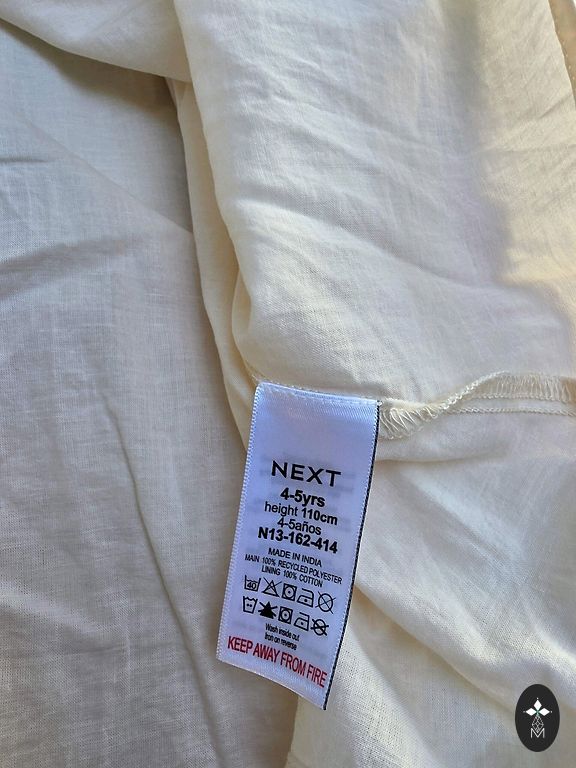 NEXT
4-5yrs
height 110cm
4-5años
N13-162-414
MADE IN INDIA
MAIN 100% RECYCLED POLYESTER
LINING 100% COTTON
40
Wash inside out
Iron on reverse
KEEP AWAY FROM FIRE
M